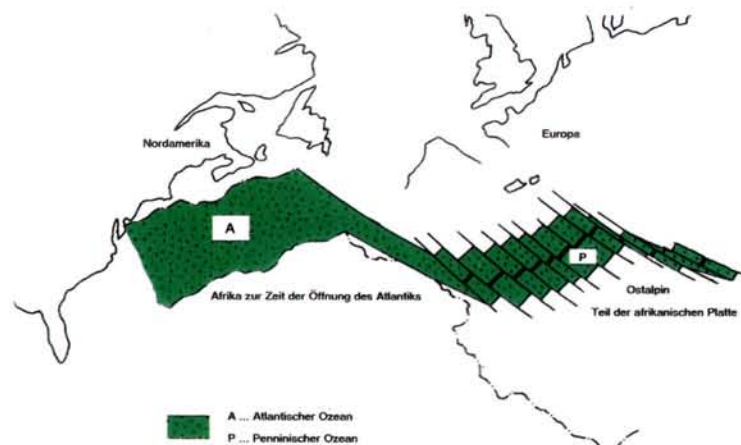 Nordamerika
Europa
A
P
Afrika zur Zeit der Öffnung des Atlantiks
Ostalpin
Teil der afrikanischen Platte
A ... Atlantischer Ozean
P ... Penninischer Ozean